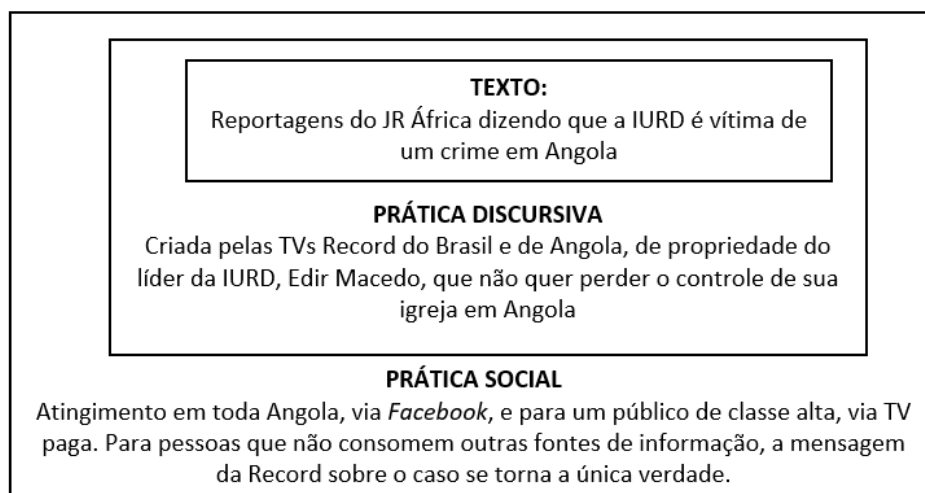 TEXTO:
Reportagens do JR África dizendo que a IURD é vítima de
um crime em Angola
PRÁTICA DISCURSIVA
Criada pelas TVs Record do Brasil e de Angola, de propriedade do
líder da IURD, Edir Macedo, que não quer perder o controle de sua
igreja em Angola
PRÁTICA SOCIAL
Atingimento em toda Angola, via Facebook, e para um público de classe alta, via TV
paga. Para pessoas que não consomem outras fontes de informação, a mensagem
da Record sobre o caso se torna a única verdade.